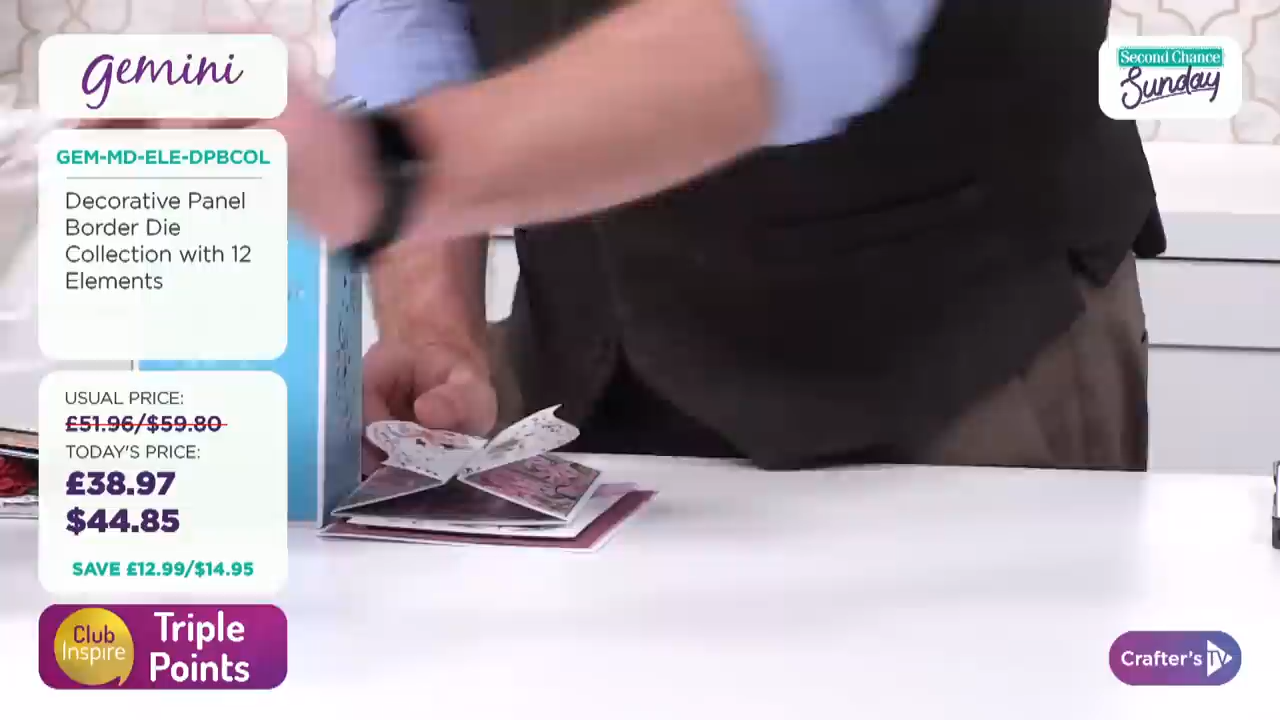 gemini
GEM-MD-ELE-DPBCOL
Decorative Panel
Border Die
Collection with 12
Elements
USUAL PRICE:
£51.96/$59.80
TODAY'S PRICE:
£38.97
$44.85
SAVE £12.99/$14.95
Club
Inspire
Triple
Points
Second Chance
Sunday
Crafter's TV